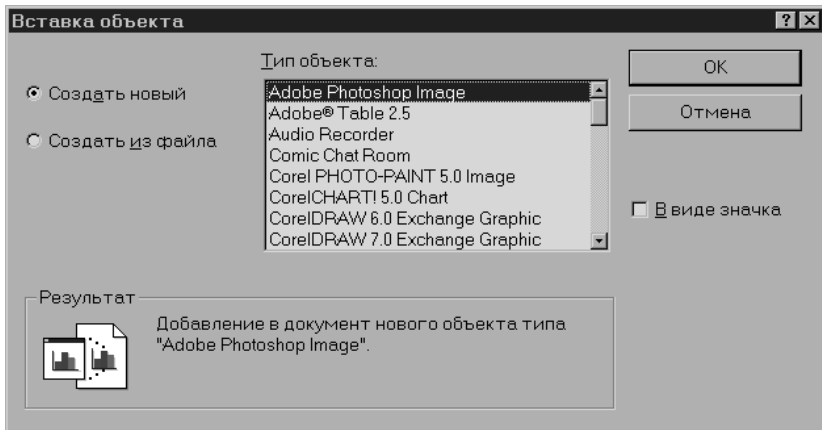 Вставка объекта
Тип объекта:
Создать новый
Создать из файла
Adobe Photoshop Image
Adobe® Table 2.5
Audio Recorder
Comic Chat Room
Corel PHOTO-PAINT 5.0 Image
CorelCHART! 5.0 Chart
CorelDRAW 6.0 Exchange Graphic
CorelDRAW 7.0 Exchange Graphic
OK
Отмена
В виде значка
Результат
Добавление в документ нового объекта типа
"Adobe Photoshop Image".